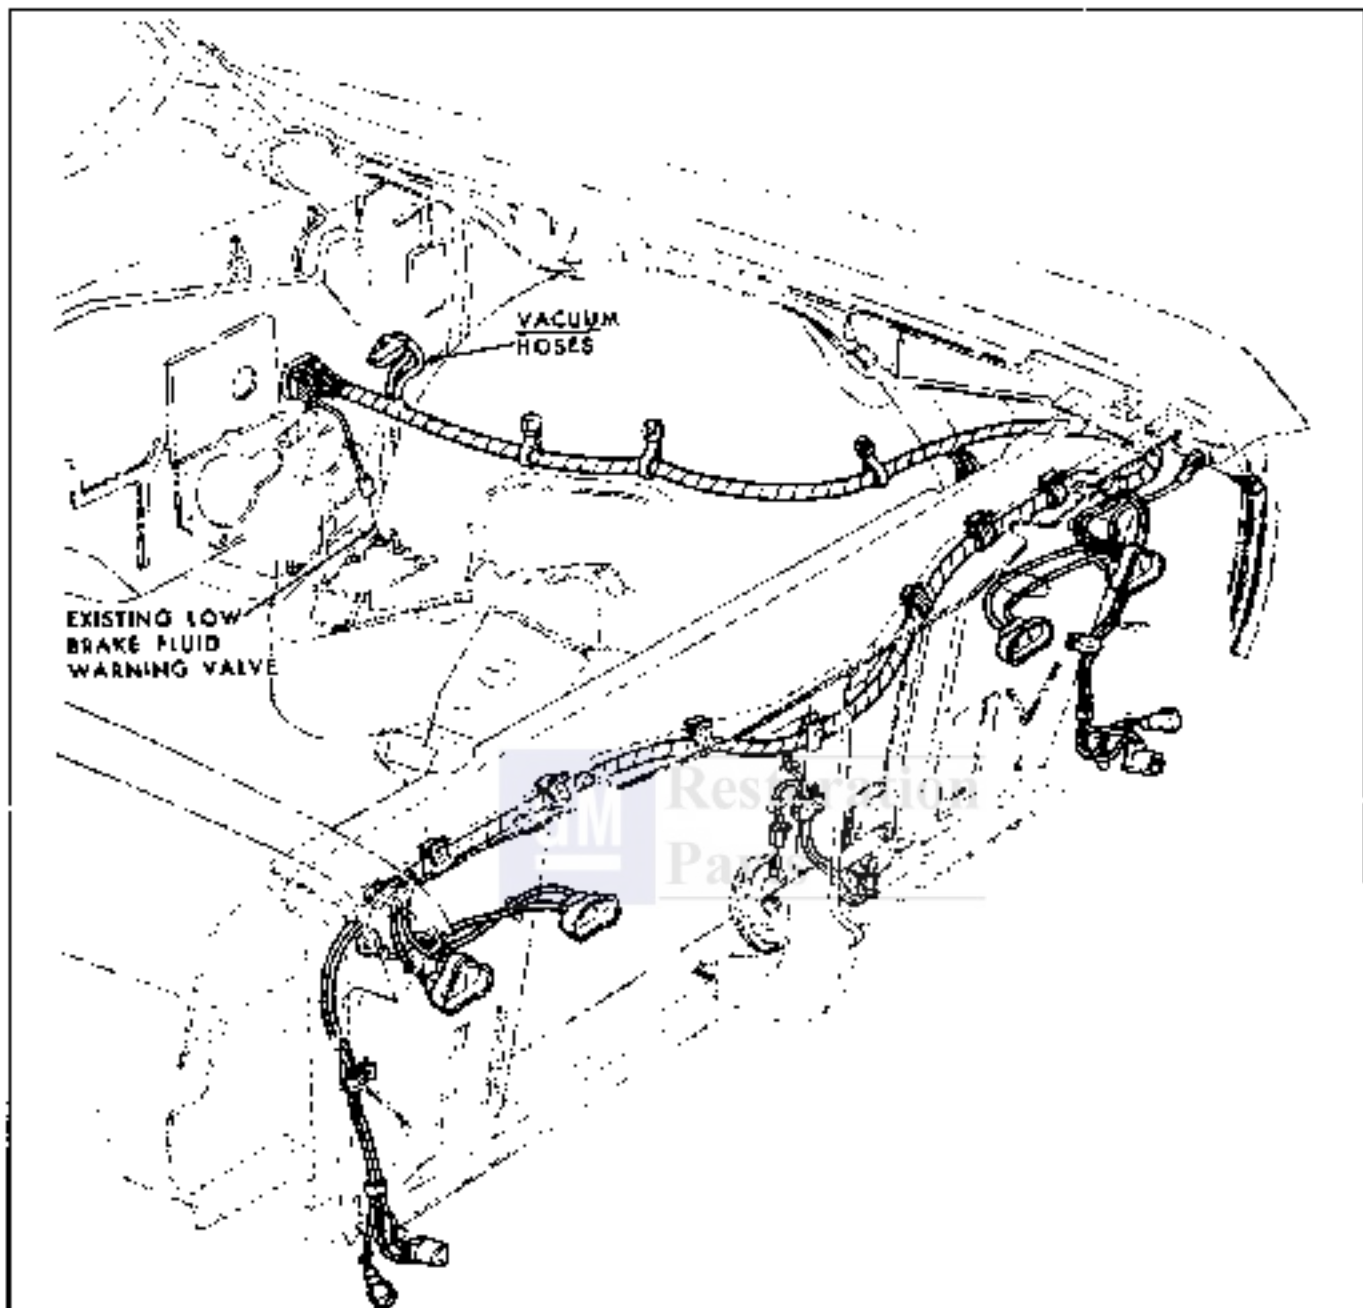 VACUUM
HOSES
EXISTING LOW
BRAKE FLUID
WARNING VALVE
GM
Restoration
Parts